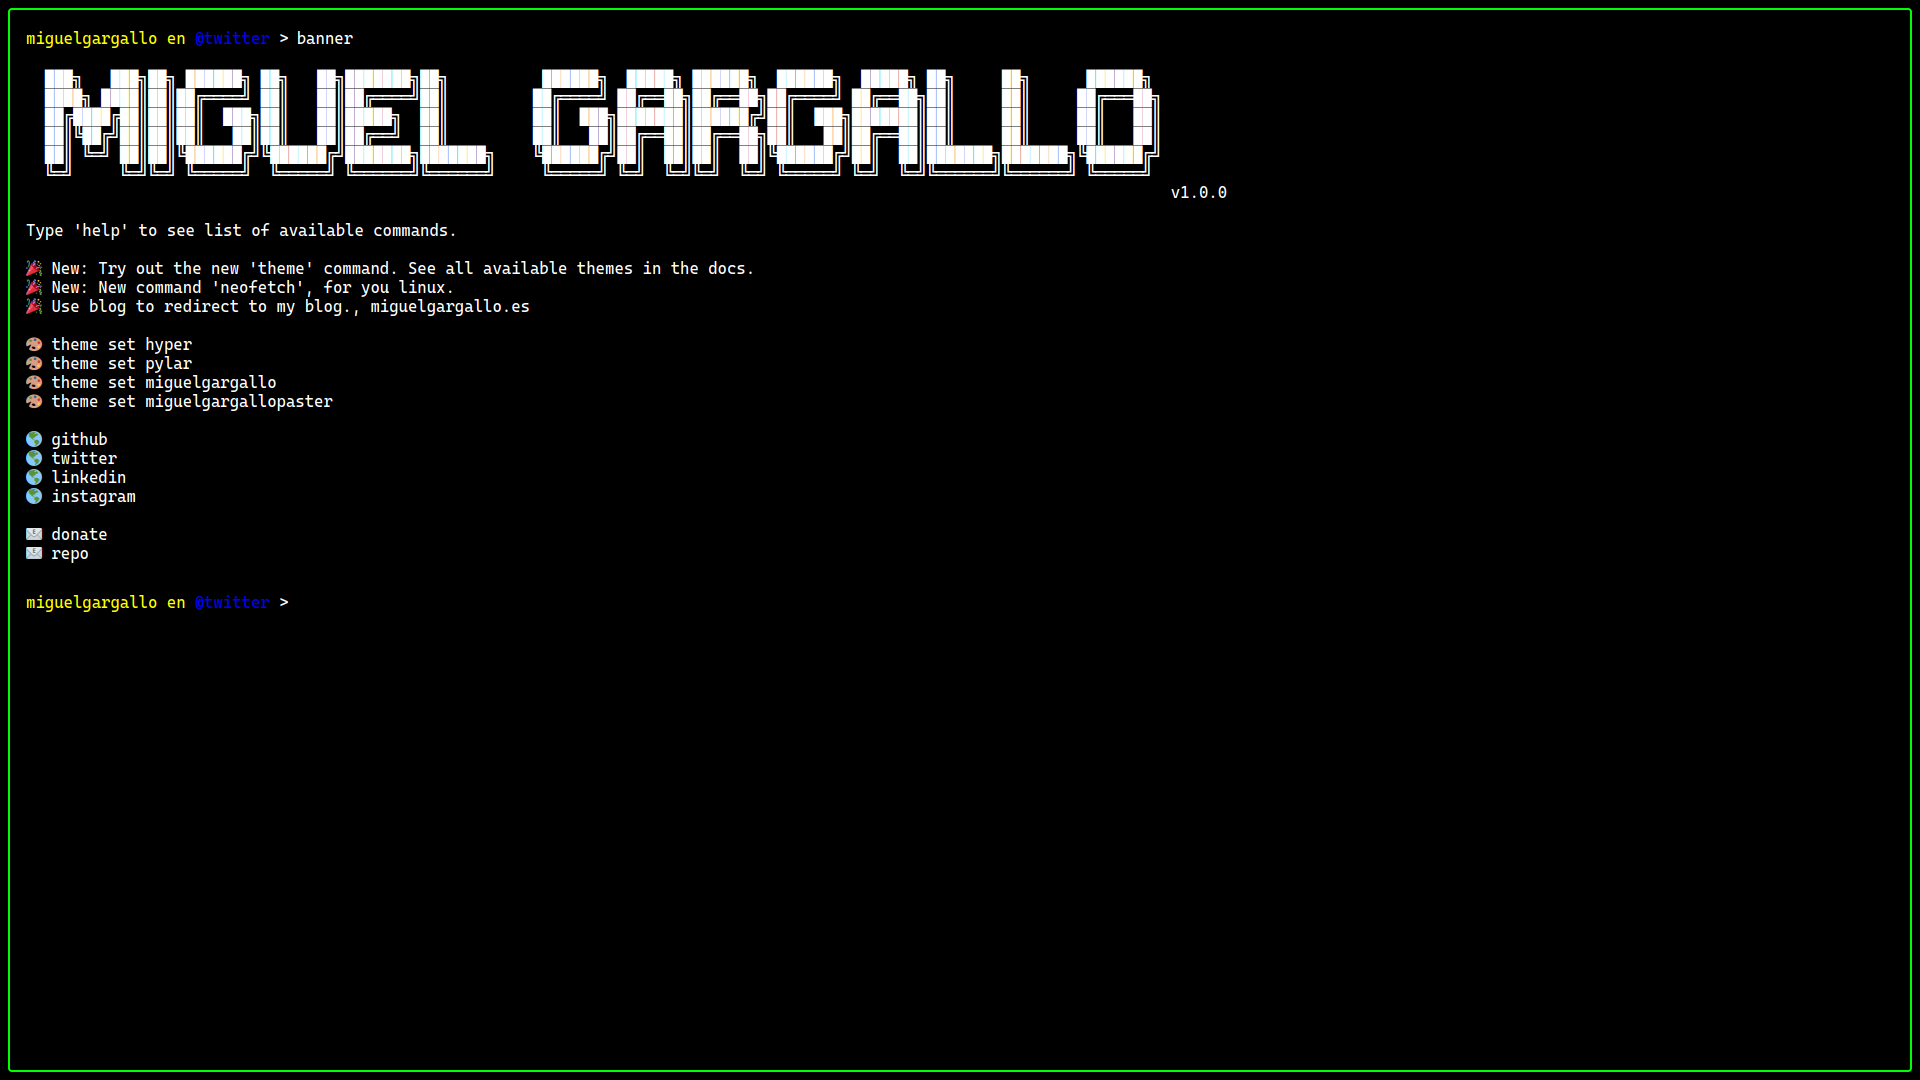 miguelgargallo en @twitter > banner
MIGUEL GARGALLO
v1.0.0
Type 'help' to see list of available commands.
🎉 New: Try out the new 'theme' command. See all available themes in the docs.
🎉 New: New command 'neofetch', for you linux.
🎉 Use blog to redirect to my blog., miguelgargallo.es
🎨 theme set hyper
🎨 theme set pylar
🎨 theme set miguelgargallo
🎨 theme set miguelgargallopaster
🌎 github
🌎 twitter
🌎 linkedin
🌎 instagram
📧 donate
📧 repo
miguelgargallo en @twitter >